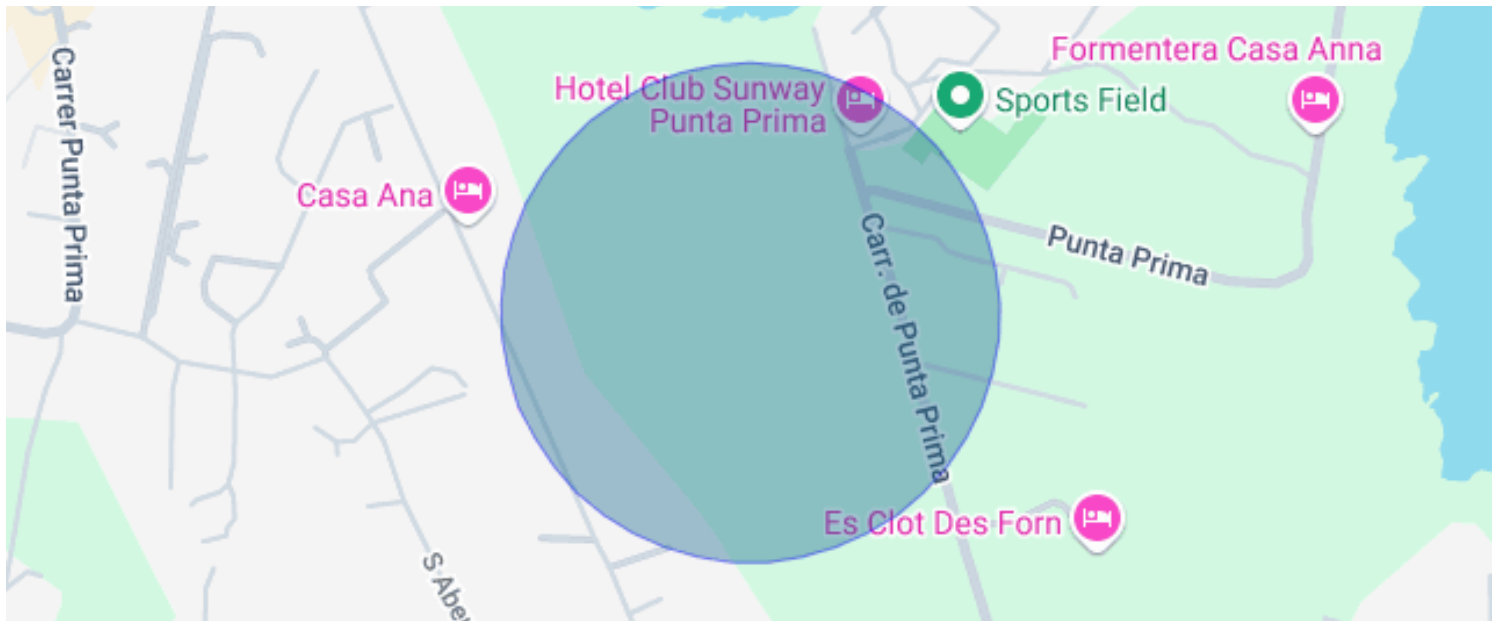 Carrer Punta Prima
Hotel Club Sunway
Punta Prima
Sports Field
Formentera Casa Anna
Casa Ana
Carr. de Punta Prima
Punta Prima
Es Clot Des Forn
S'Abeu